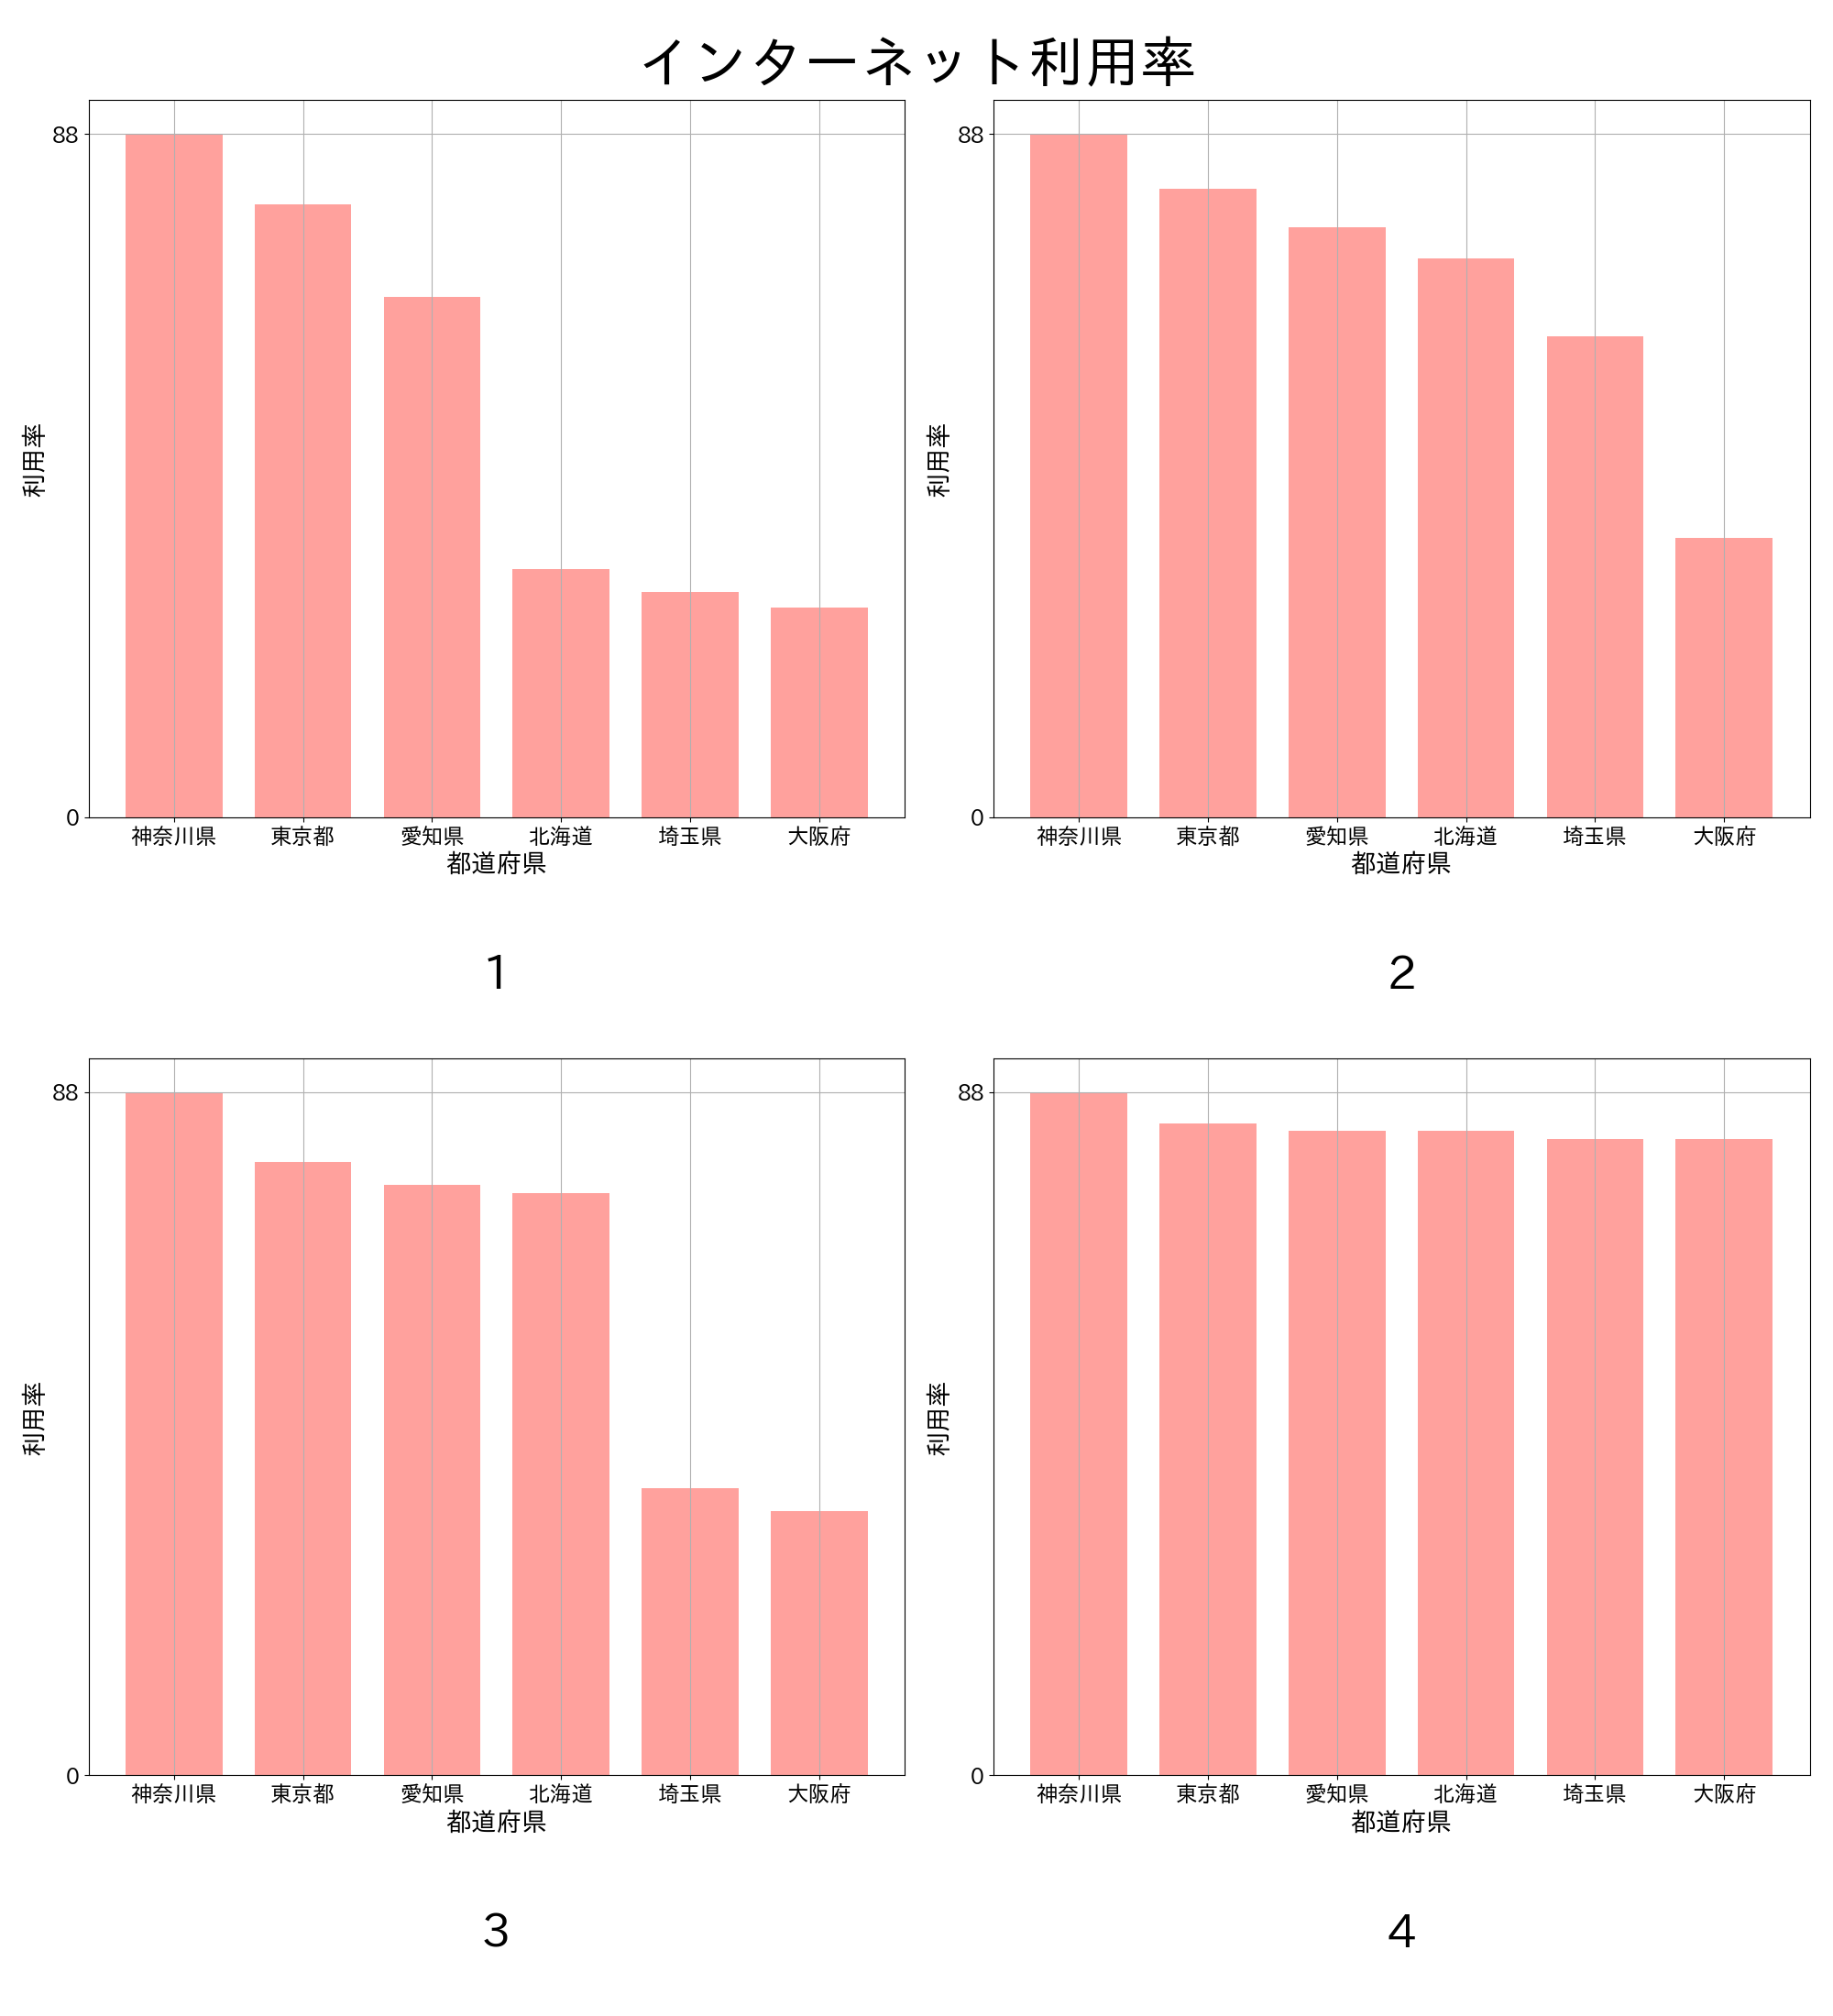 インターネット利用率
88
0
利用率
神奈川県 東京都 愛知県 北海道 埼玉県 大阪府
都道府県
1
88
0
利用率
神奈川県 東京都 愛知県 北海道 埼玉県 大阪府
都道府県
2
88
0
利用率
神奈川県 東京都 愛知県 北海道 埼玉県 大阪府
都道府県
3
88
0
利用率
神奈川県 東京都 愛知県 北海道 埼玉県 大阪府
都道府県
4